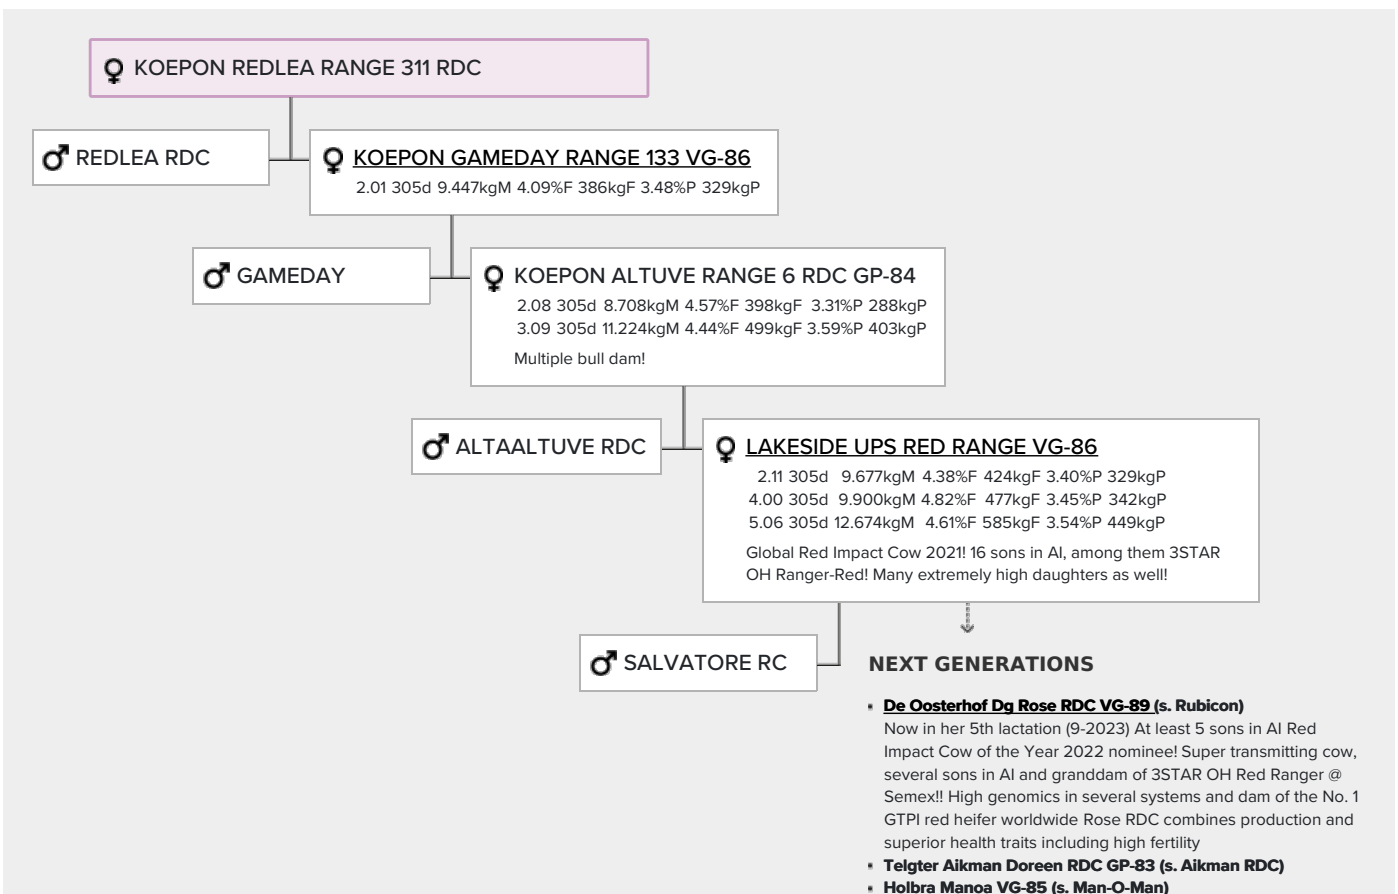 KOEPON REDLEA RANGE 311 RDC
REDLEA RDC
KOEPON GAMEDAY RANGE 133 VG-86
2.01 305d 9.447kgM 4.09%F 386kgF 3.48%P 329kgP
GAMEDAY
KOEPON ALTUVE RANGE 6 RDC GP-84
2.08 305d 8.708kgM 4.57%F 398kgF 3.31%P 288kgP
3.09 305d 11.224kgM 4.44%F 499kgF 3.59%P 403kgP
Multiple bull dam!
ALTAALTUVE RDC
LAKESIDE UPS RED RANGE VG-86
2.11 305d 9.677kgM 4.38%F 424kgF 3.40%P 329kgP
4.00 305d 9.900kgM 4.82%F 477kgF 3.45%P 342kgP
5.06 305d 12.674kgM 4.61%F 585kgF 3.54%P 449kgP
Global Red Impact Cow 2021! 16 sons in AI, among them 3STAR
OH Ranger-Red! Many extremely high daughters as well!
SALVATORE RC
NEXT GENERATIONS
De Oosterhof Dg Rose RDC VG-89 (s. Rubicon)
Now in her 5th lactation (9-2023) At least 5 sons in AI Red
Impact Cow of the Year 2022 nominee! Super transmitting cow,
several sons in AI and granddam of 3STAR OH Red Ranger @
Semex!! High genomics in several systems and dam of the No. 1
GTPI red heifer worldwide Rose RDC combines production and
superior health traits including high fertility
Telgter Aikman Doreen RDC GP-83 (s. Aikman RDC)
Holbra Manoa VG-85 (s. Man-O-Man)